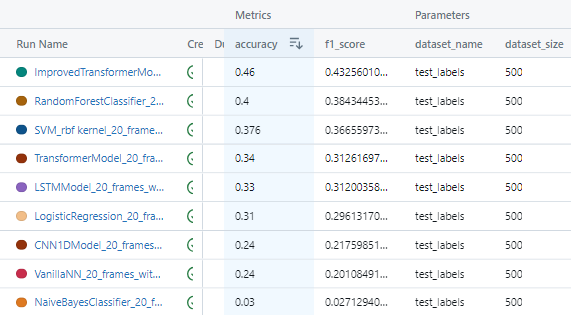 Metrics Parameters
Run Name Cre Du accuracy f1_score dataset_name dataset_size
ImprovedTransformerMo... 0.46 0.43256010... test_labels 500
RandomForestClassifier_2... 0.4 0.38434453... test_labels 500
SVM_rbf kernel_20_frame... 0.376 0.36655973... test_labels 500
TransformerModel_20_fra... 0.34 0.31261697... test_labels 500
LSTMModel_20_frames_w... 0.33 0.31200358... test_labels 500
LogisticRegression_20_fra... 0.31 0.29613170... test_labels 500
CNN1DModel_20_frames... 0.24 0.21759851... test_labels 500
VanillaNN_20_frames_wit... 0.24 0.20108491... test_labels 500
NaiveBayesClassifier_20_f... 0.03 0.02712940... test_labels 500